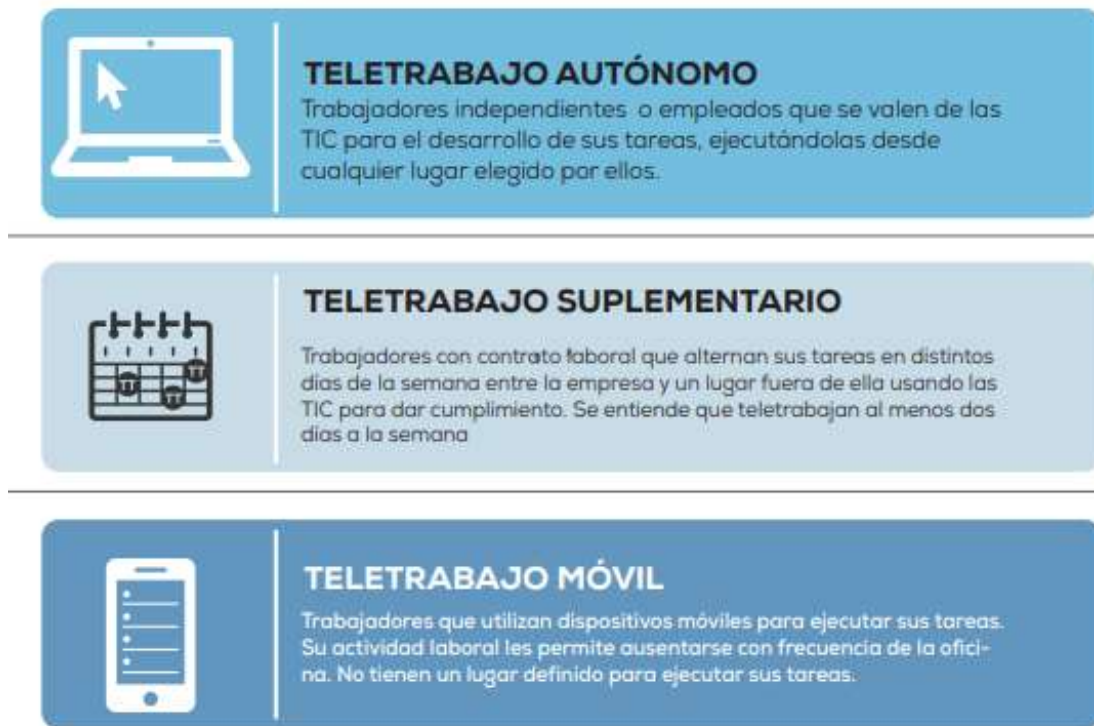 TELETRABAJO AUTÓNOMO
Trabajadores independientes o empleados que se valen de las
TIC para el desarrollo de sus tareas, ejecutándolas desde
cualquier lugar elegido por ellos.
TELETRABAJO SUPLEMENTARIO
Trabajadores con contrato laboral que alternan sus tareas en distintos
días de la semana entre la empresa y un lugar fuera de ella usando las
TIC para dar cumplimiento. Se entiende que teletrabajan al menos dos
días a la semana
TELETRABAJO MÓVIL
Trabajadores que utilizan dispositivos móviles para ejecutar sus tareas.
Su actividad laboral les permite ausentarse con frecuencia de la ofici-
na. No tienen un lugar definido para ejecutar sus tareas.